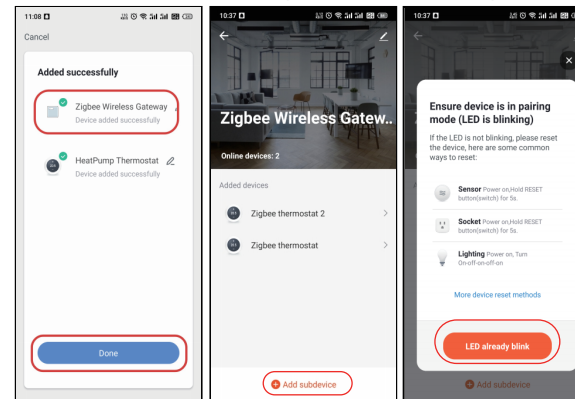 11:08
Cancel
Added successfully
Zigbee Wireless Gateway
Device added successfully
HeatPump Thermostat
Device added successfully
Done
10:37
Zigbee Wireless Gatew..
Online devices: 2
Added devices
Zigbee thermostat 2
Zigbee thermostat
Add subdevice
10:37
Ensure device is in pairing
mode (LED is blinking)
If the LED is not blinking, please reset
the device, here are some common
ways to reset:
Sensor Power on,Hold RESET
button(switch) for 5s.
Socket Power on,Hold RESET
button(switch) for 5s.
Lighting Power on, Turn
On-off-on-off-on
More device reset methods
LED already blink
Add subdevice